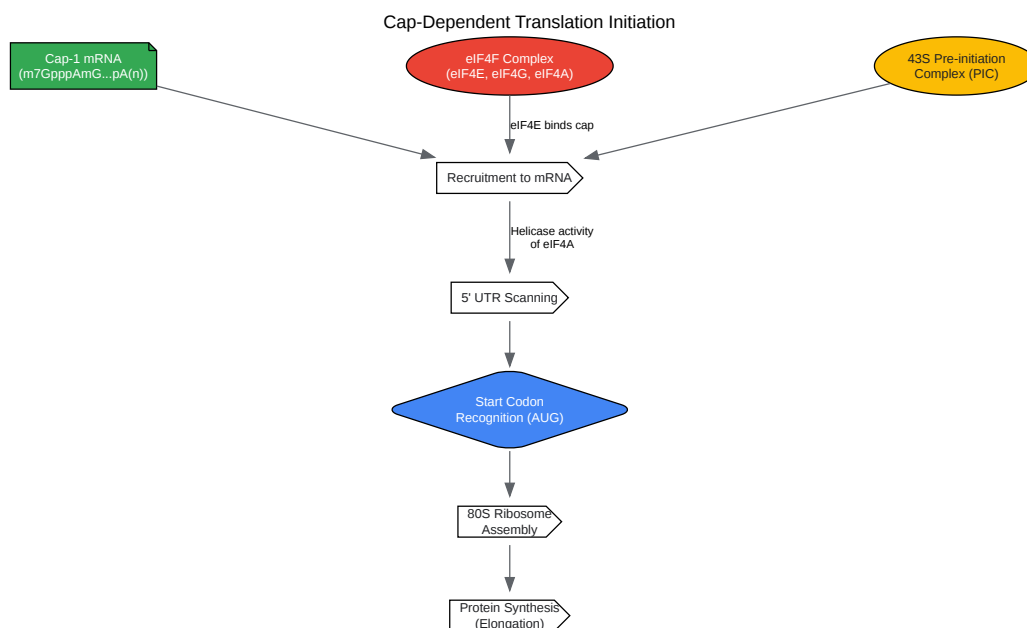 Cap-Dependent Translation Initiation
Cap-1 mRNA
(m7GpppAmG...pA(n))
eIF4F Complex
(eIF4E, eIF4G, eIF4A)
43S Pre-initiation
Complex (PIC)
eIF4E binds cap
Recruitment to mRNA
Helicase activity
of eIF4A
5' UTR Scanning
Start Codon
Recognition (AUG)
80S Ribosome
Assembly
Protein Synthesis
(Elongation)